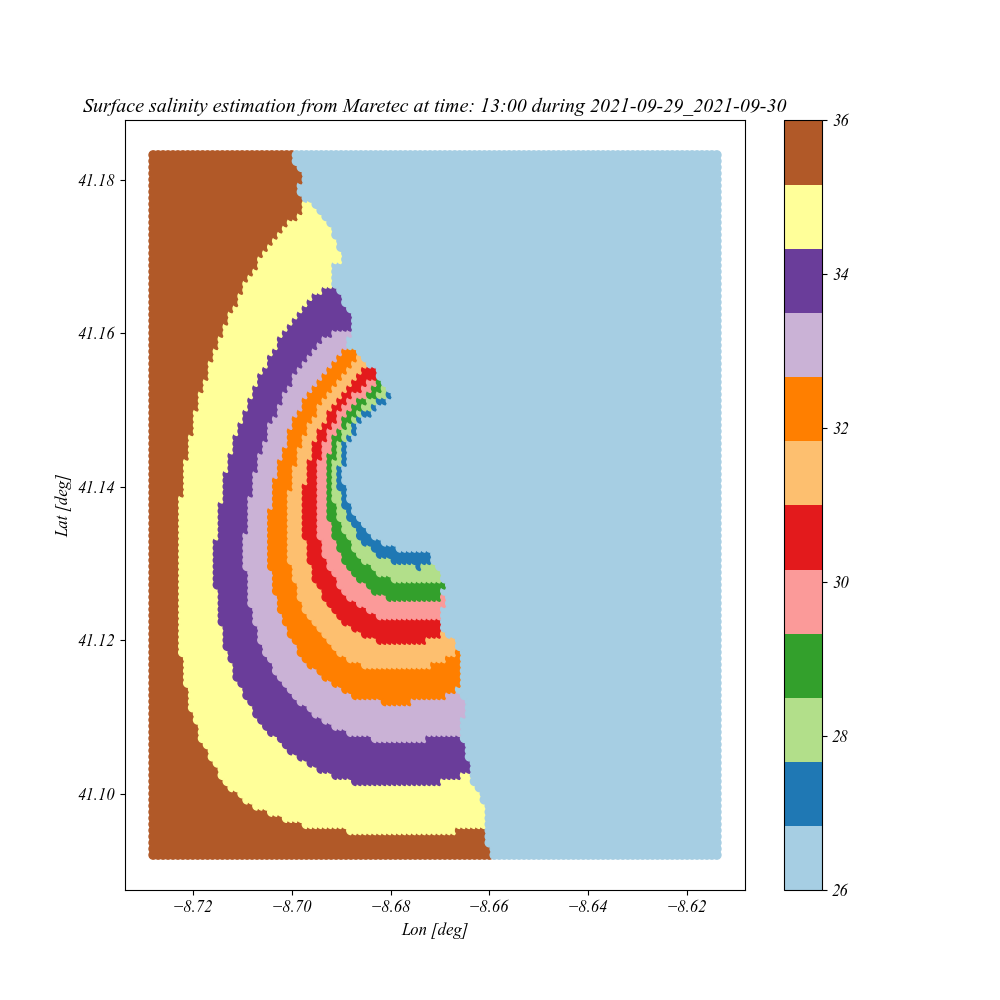 Surface salinity estimation from Maretec at time: 13:00 during 2021-09-29_2021-09-30
36
41.18
34
41.16
32
41.14
Lat [deg]
30
41.12
28
41.10
26
−8.72 −8.70 −8.68 −8.66 −8.64 −8.62
Lon [deg]